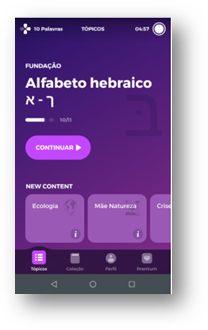 10 Palavras
TÓPICOS
04:57
FUNDAÇÃO
Alfabeto hebraico
א - ך
10/11
CONTINUAR
NEW CONTENT
Ecologia
Mãe Natureza
Crise
Tópicos
Coleção
Perfil
Premium